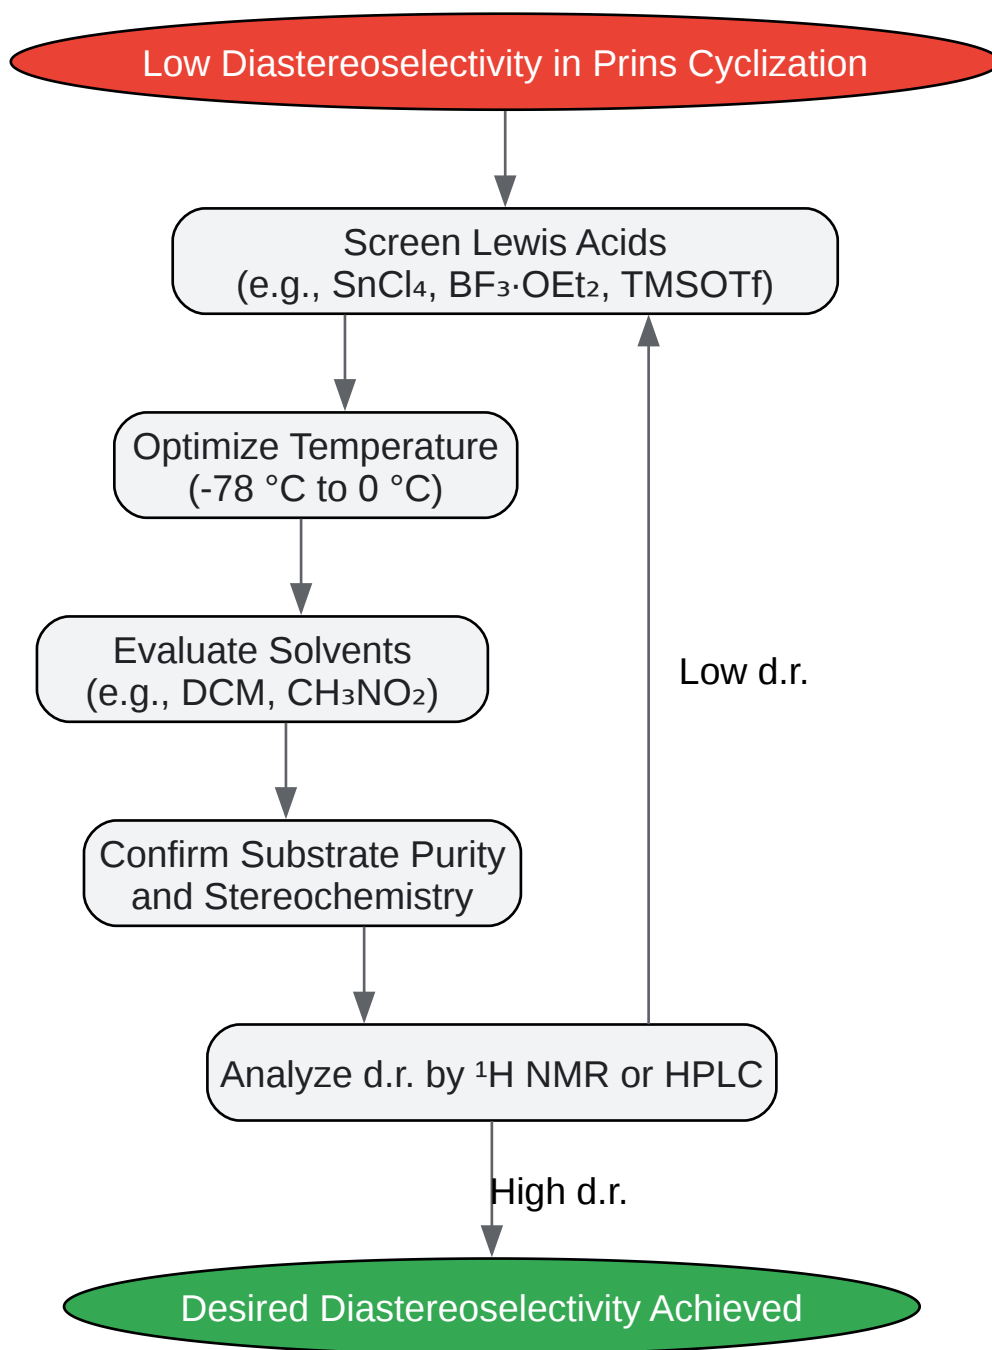 Low Diastereoselectivity in Prins Cyclization
Screen Lewis Acids
(e.g., SnCl₄, BF₃·OEt₂, TMSOTf)
Optimize Temperature
(-78 °C to 0 °C)
Evaluate Solvents
(e.g., DCM, CH₃NO₂)
Low d.r.
Confirm Substrate Purity
and Stereochemistry
Analyze d.r. by ¹H NMR or HPLC
High d.r.
Desired Diastereoselectivity Achieved